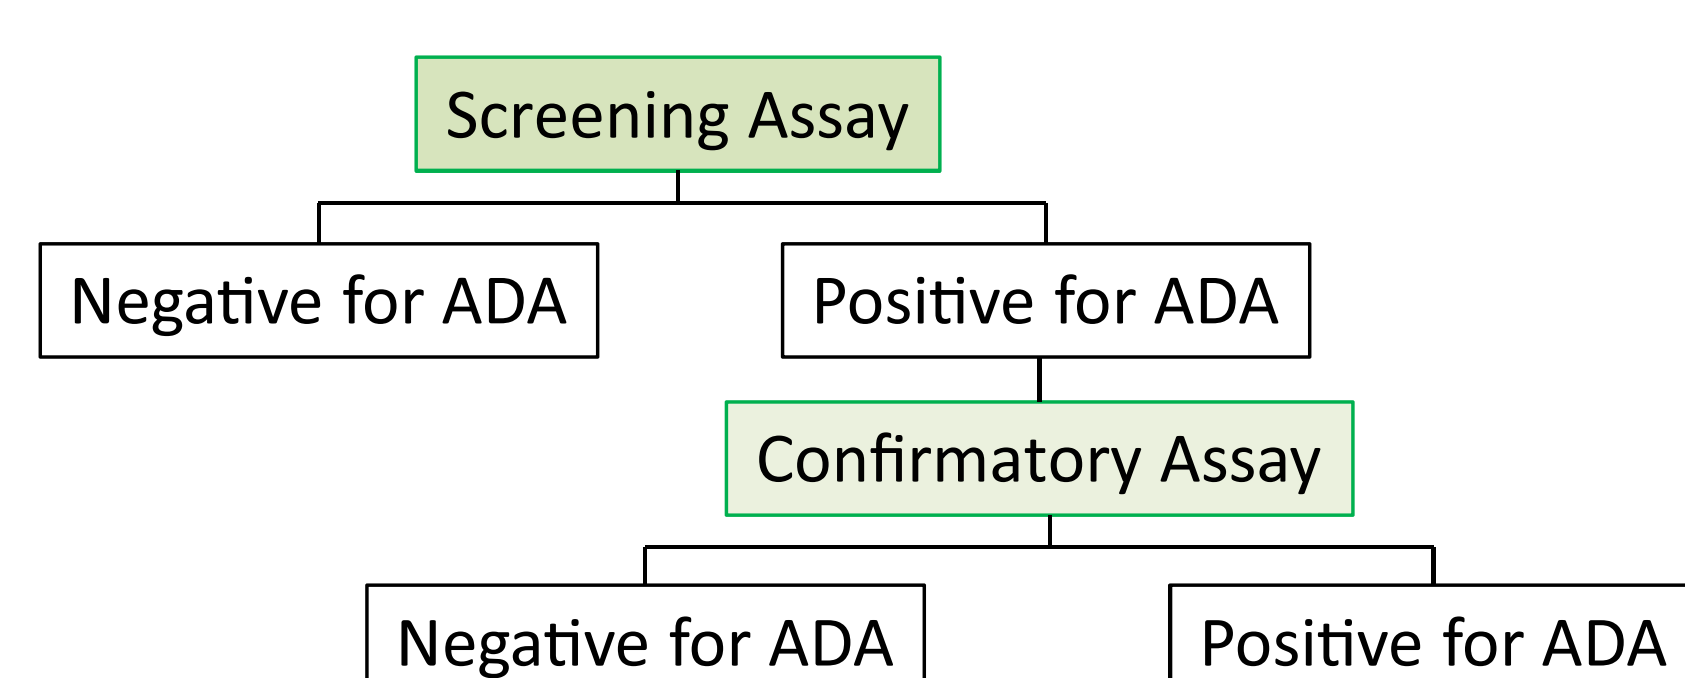 Screening Assay
Negative for ADA
Positive for ADA
Confirmatory Assay
Negative for ADA
Positive for ADA